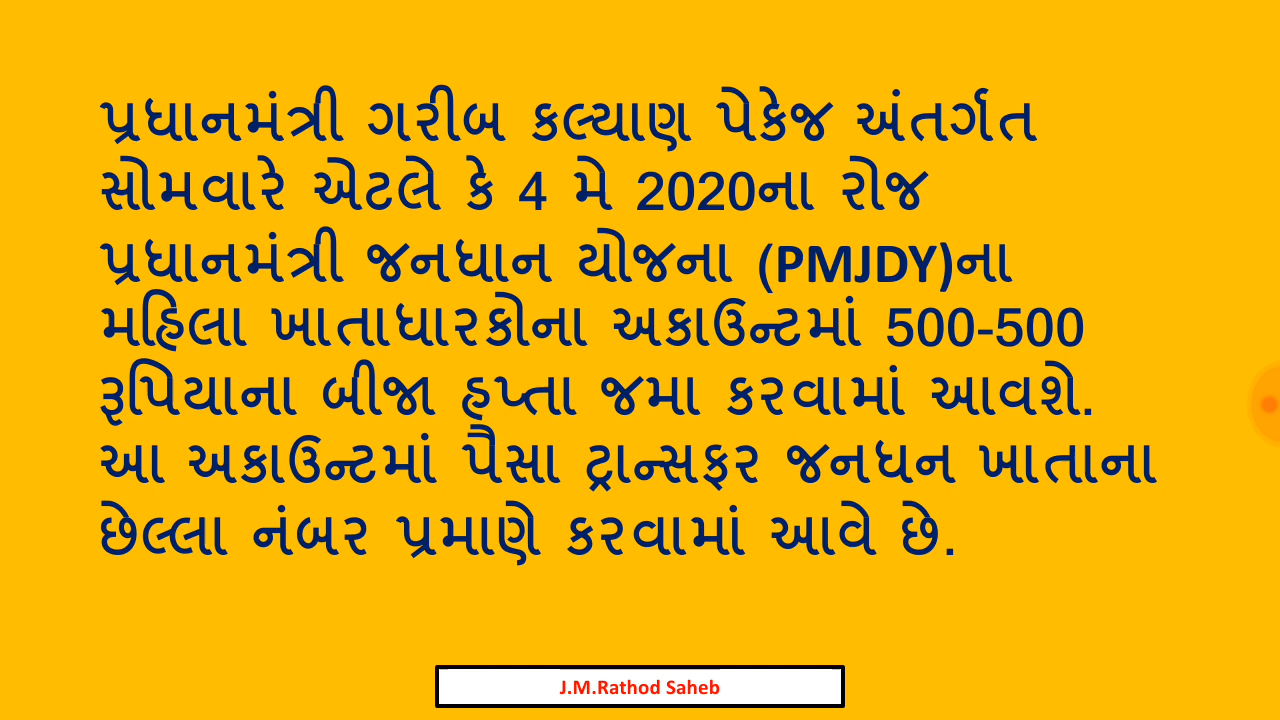 પ્રધાનમંત્રી ગરીબ કલ્યાણ પેકેજ અંતર્ગત
સોમવારે એટલે કે 4 મે 2020ના રોજ
પ્રધાનમંત્રી જનધાન યોજના (PMJDY)ના
મહિલા ખાતાધારકોના અકાઉન્ટમાં 500-500
રૂપિયાના બીજા હપ્તા જમા કરવામાં આવશે.
આ અકાઉન્ટમાં પૈસા ટ્રાન્સફર જનધન ખાતાના
છેલ્લા નંબર પ્રમાણે કરવામાં આવે છે.
J.M.Rathod Saheb